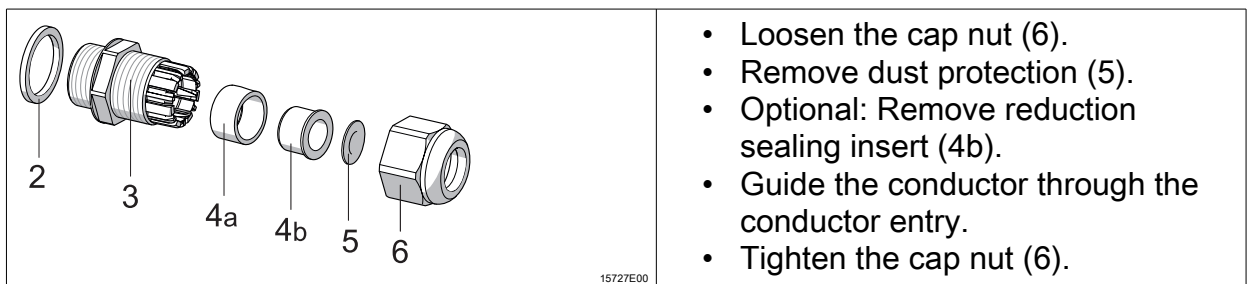 2
3
4a
4b
5
6
15727E00
• Loosen the cap nut (6).
• Remove dust protection (5).
• Optional: Remove reduction
sealing insert (4b).
• Guide the conductor through the
conductor entry.
• Tighten the cap nut (6).